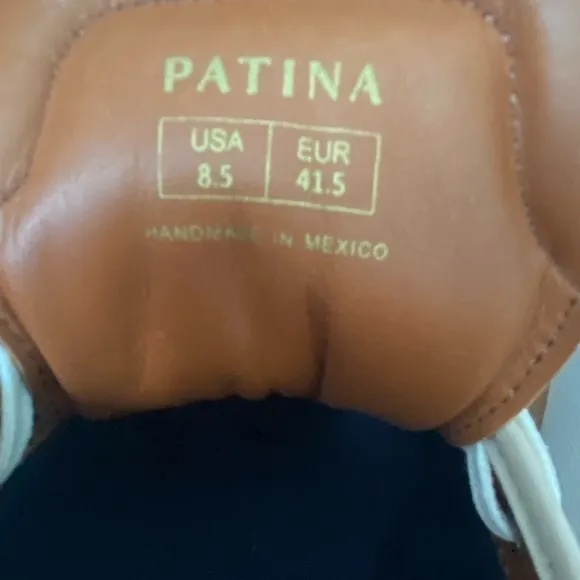 PATINA
USA EUR
8.5 41.5
HANDMADE IN MEXICO